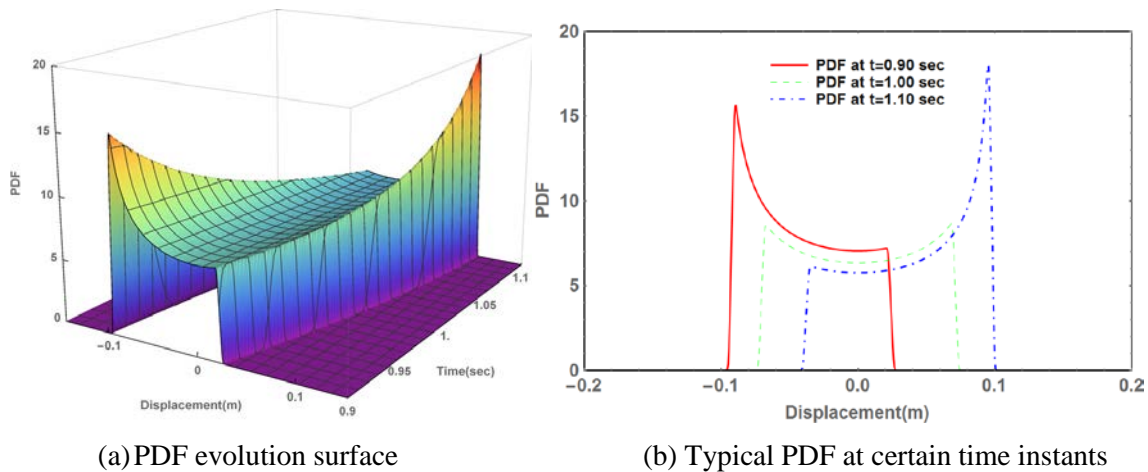 20
15
10
5
0
PDF
−0.1
0
0.1
Displacement(m)
0.9
0.95
1.
1.05
1.1
Time(sec)
20
15
10
5
0
PDF
PDF at t=0.90 sec
PDF at t=1.00 sec
PDF at t=1.10 sec
−0.2 −0.1 0.0 0.1 0.2
Displacement(m)
(a) PDF evolution surface
(b) Typical PDF at certain time instants